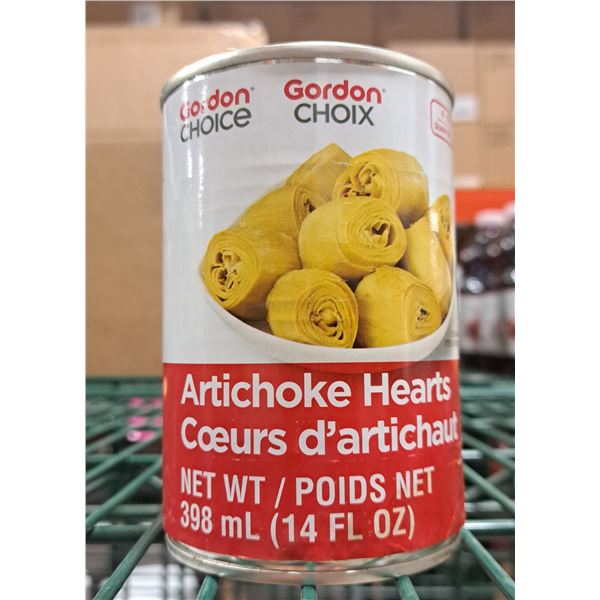 Gordon®
CHOICE
Gordon®
CHOIX
Artichoke Hearts
Cœurs d'artichaut
NET WT / POIDS NET
398 mL (14 FL OZ)